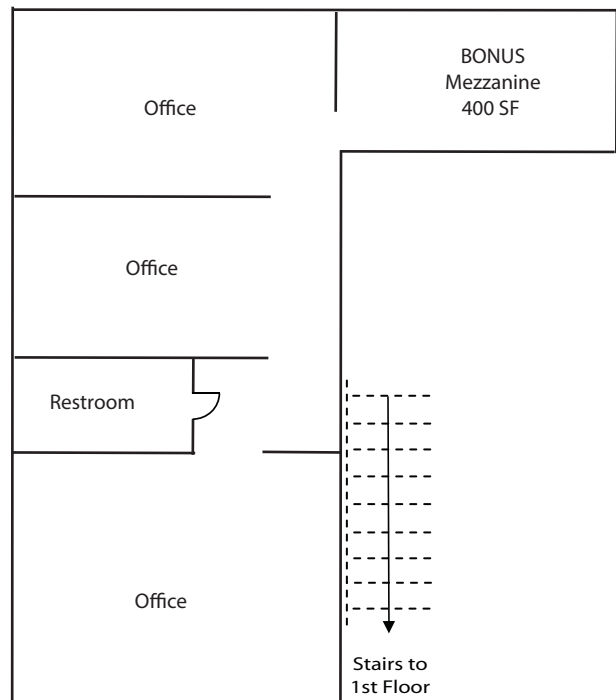 BONUS
Mezzanine
400 SF
Office
Office
Restroom
Office
Stairs to
1st Floor